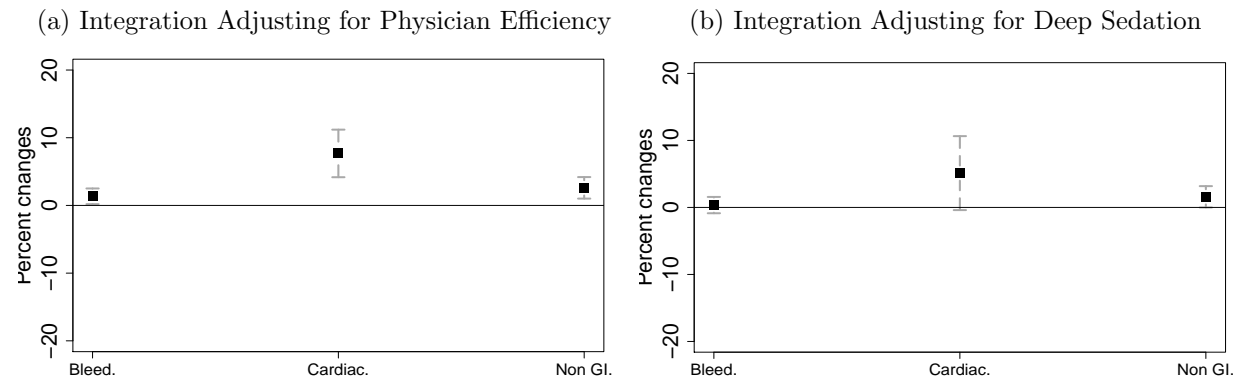 (a) Integration Adjusting for Physician Efficiency
Percent changes
20
10
0
−10
−20
Bleed.
Cardiac.
Non GI.
(b) Integration Adjusting for Deep Sedation
Percent changes
20
10
0
−10
−20
Bleed.
Cardiac.
Non GI.